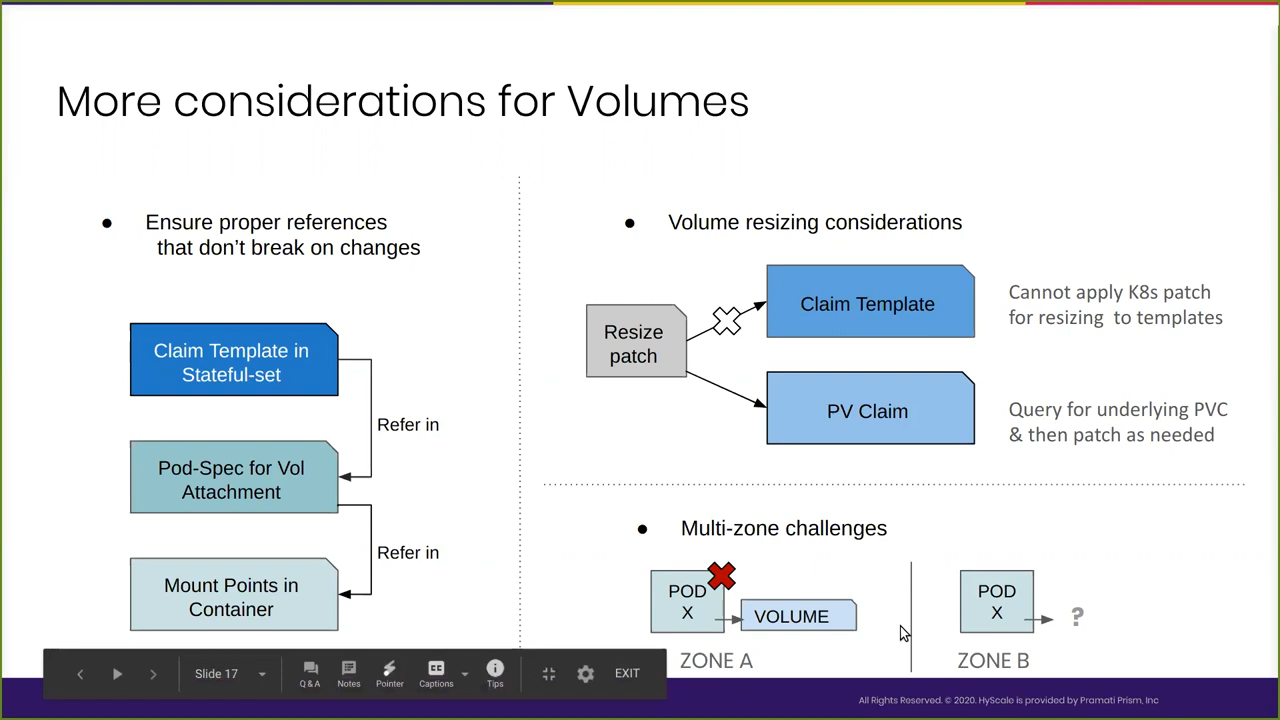 More considerations for Volumes
● Ensure proper references
that don’t break on changes
Claim Template in
Stateful-set
Refer in
Pod-Spec for Vol
Attachment
Refer in
Mount Points in
Container
● Volume resizing considerations
Resize
patch
Claim Template
Cannot apply K8s patch
for resizing to templates
PV Claim
Query for underlying PVC
& then patch as needed
● Multi-zone challenges
POD
X
VOLUME
ZONE A
POD
X
?
ZONE B
Slide 17
Q & A
Notes
Pointer
CC
Captions
Tips
EXIT
All Rights Reserved. © 2020. HyScale is provided by Pramati Prism, Inc